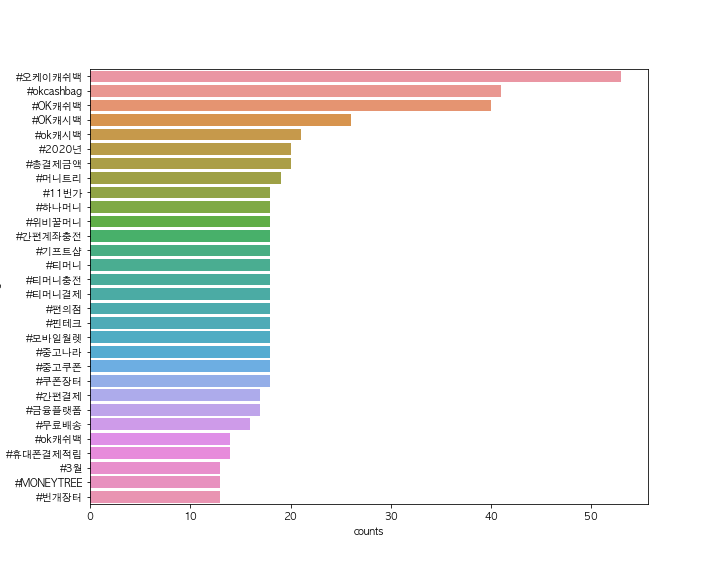 #오케이캐쉬백
#okcashbag
#OK캐쉬백
#OK캐시백
#ok캐시백
#2020년
#총결제금액
#머니트리
#11번가
#하나머니
#위비꿀머니
#간편계좌충전
#기프트샵
#티머니
#티머니충전
#티머니결제
#편의점
#핀테크
#모바일월렛
#중고나라
#중고쿠폰
#쿠폰장터
#간편결제
#금융플랫폼
#무료배송
#ok캐쉬백
#휴대폰결제적립
#3월
#MONEYTREE
#번개장터
0 10 20 30 40 50
counts